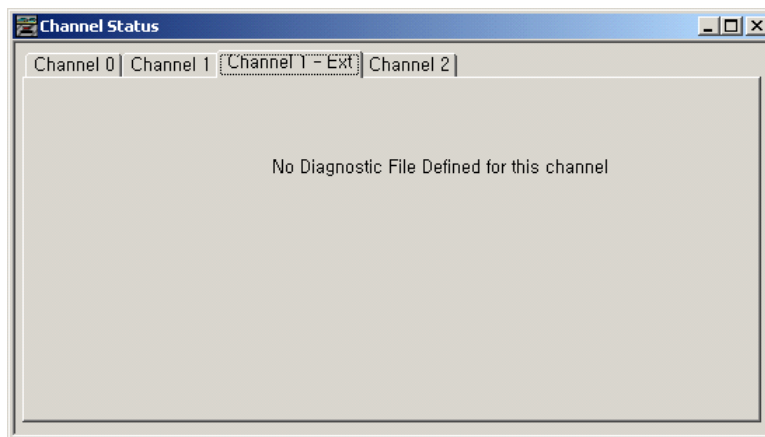 Channel Status
Channel 0 Channel 1 Channel 1 - Ext Channel 2
No Diagnostic File Defined for this channel